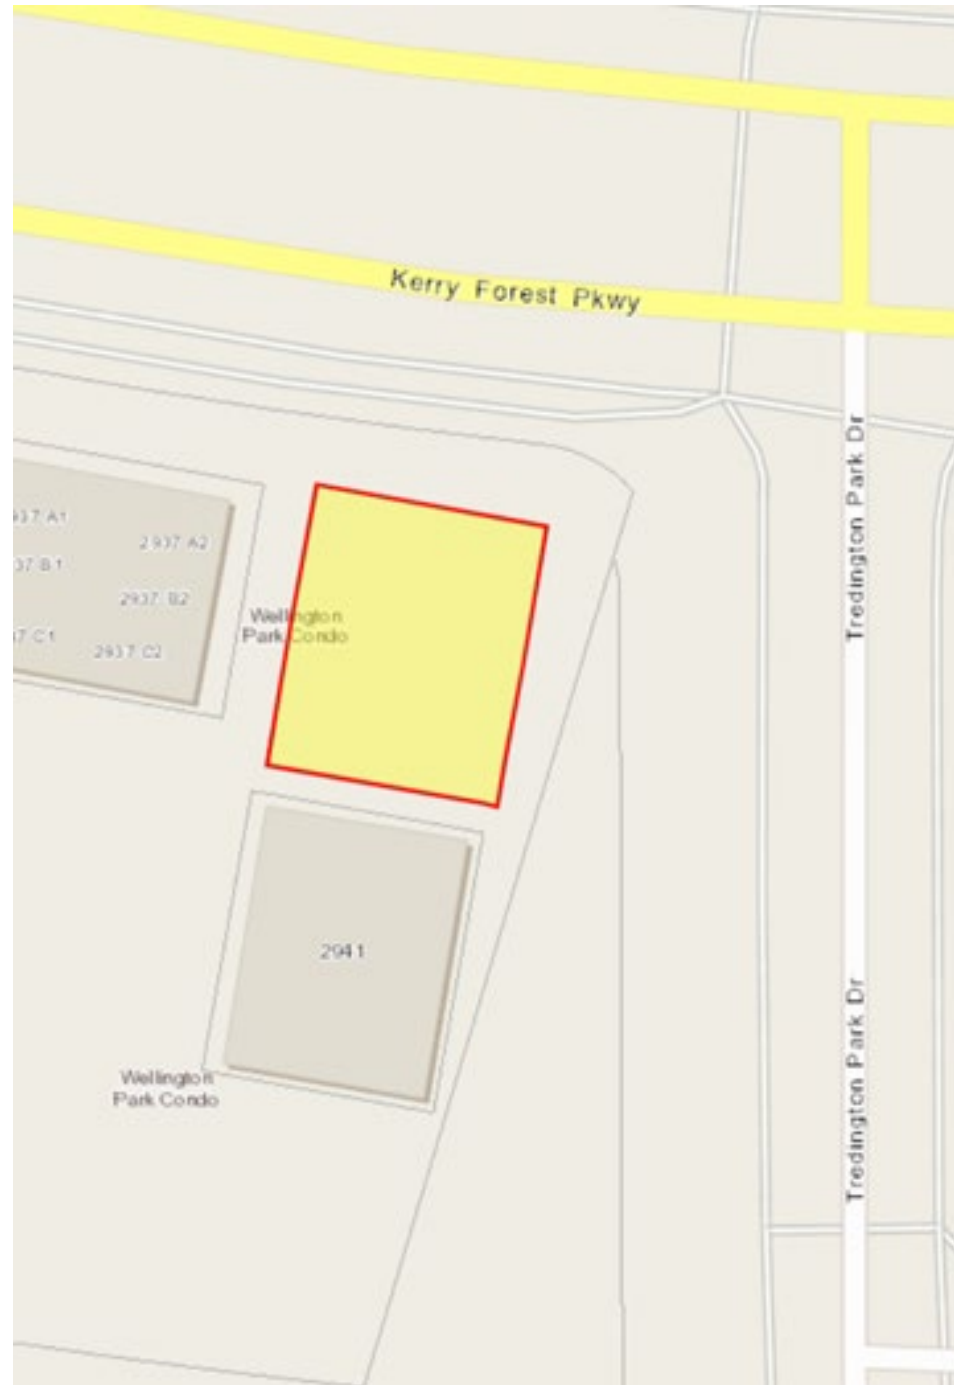 Kerry Forest Pkwy
Tredington Park Dr
2937 A2
2937 B2
2937 C2
Wellington
Park Condo
2941
Tredington Park Dr
Wellington
Park Condo